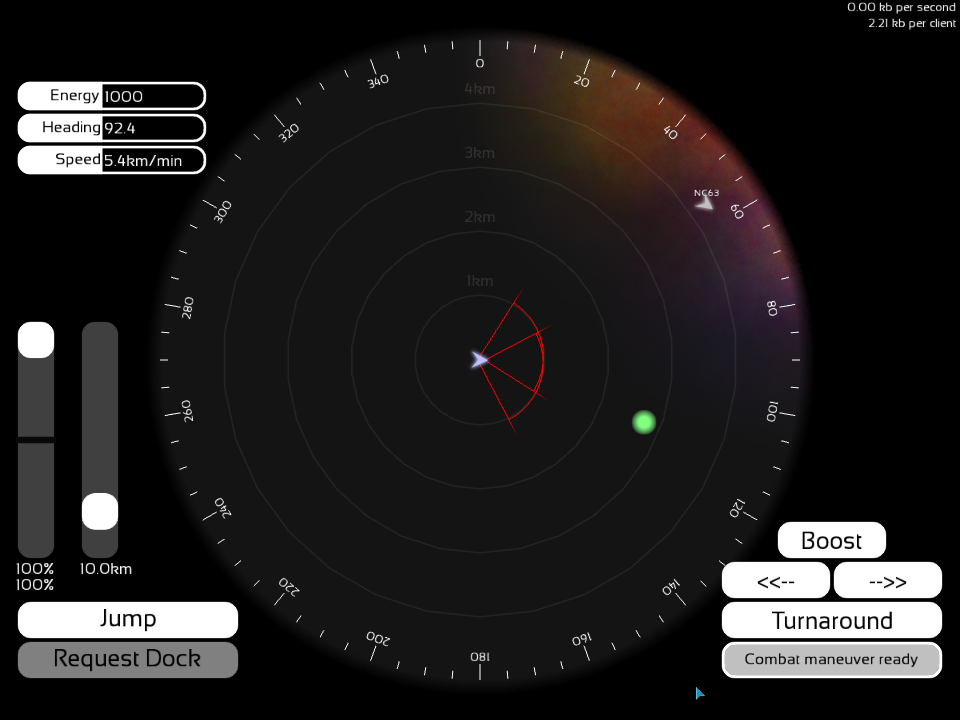 0.00 kb per second
2.21 kb per client
Energy 1000
Heading 92.4
Speed 5.4km/min
0
20
40
60
80
100
120
140
160
180
200
220
240
260
280
300
320
340
4km
3km
2km
1km
NC63
100%
100%
10.0km
Jump
Request Dock
Boost
<<--
-->>
Turnaround
Combat maneuver ready